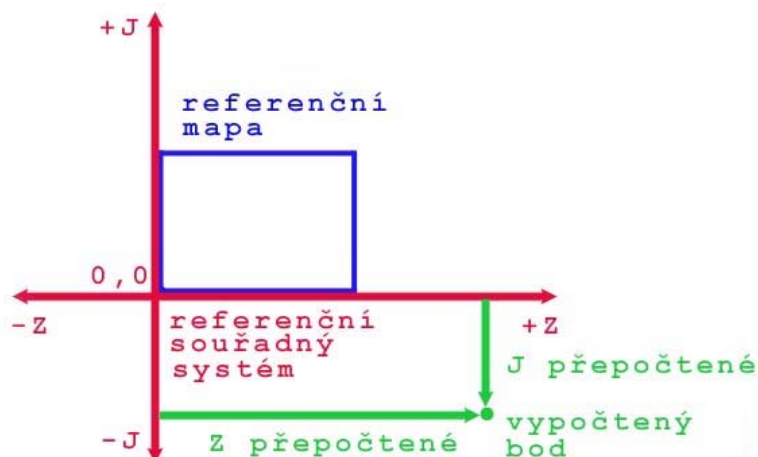 +J
referenční
mapa
0,0
-Z
referenční
souřadný
systém
+Z
J přepočtené
-J
Z přepočtené
vypočtený
bod